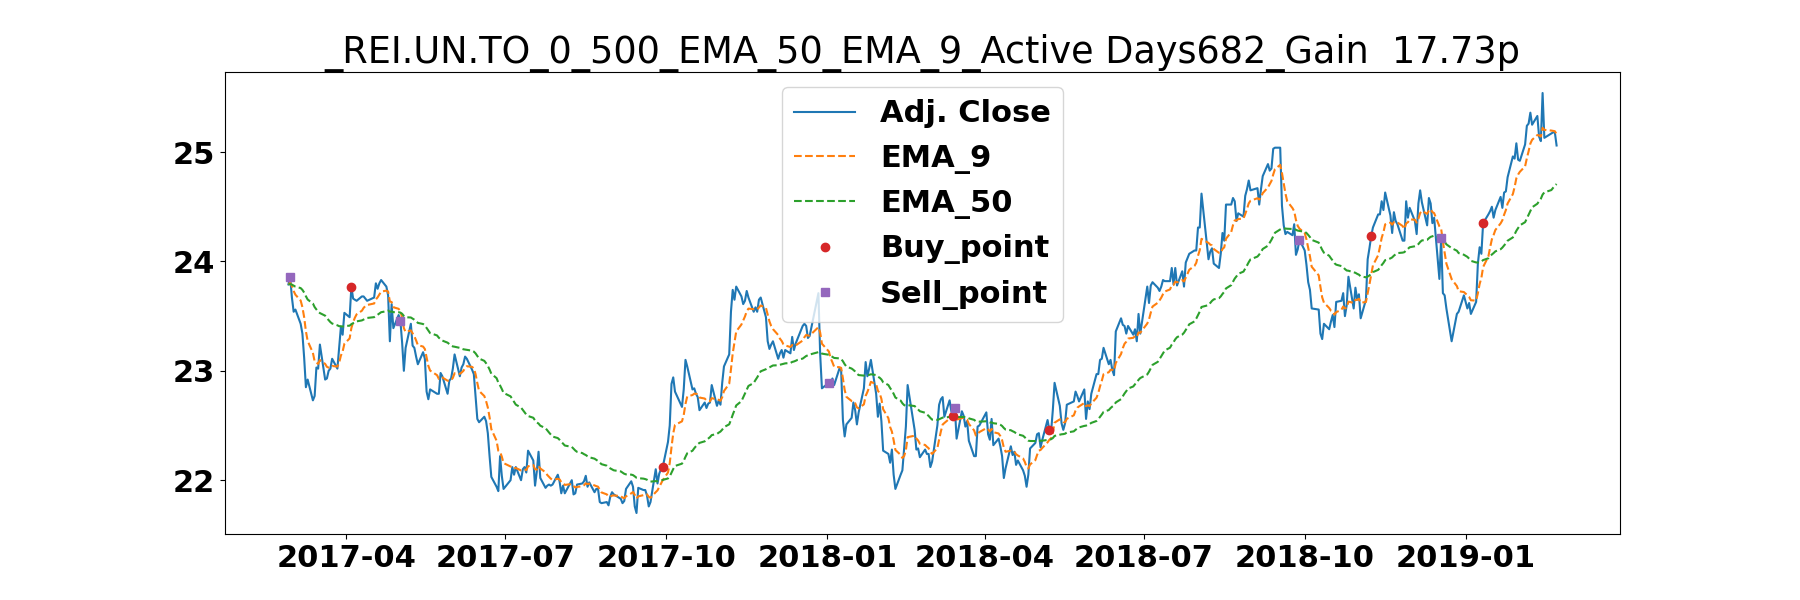 _REI.UN.TO_0_500_EMA_50_EMA_9_Active Days682_Gain  17.73p
Adj. Close
EMA_9
EMA_50
Buy_point
Sell_point
25
24
23
22
2017-04 2017-07 2017-10 2018-01 2018-04 2018-07 2018-10 2019-01